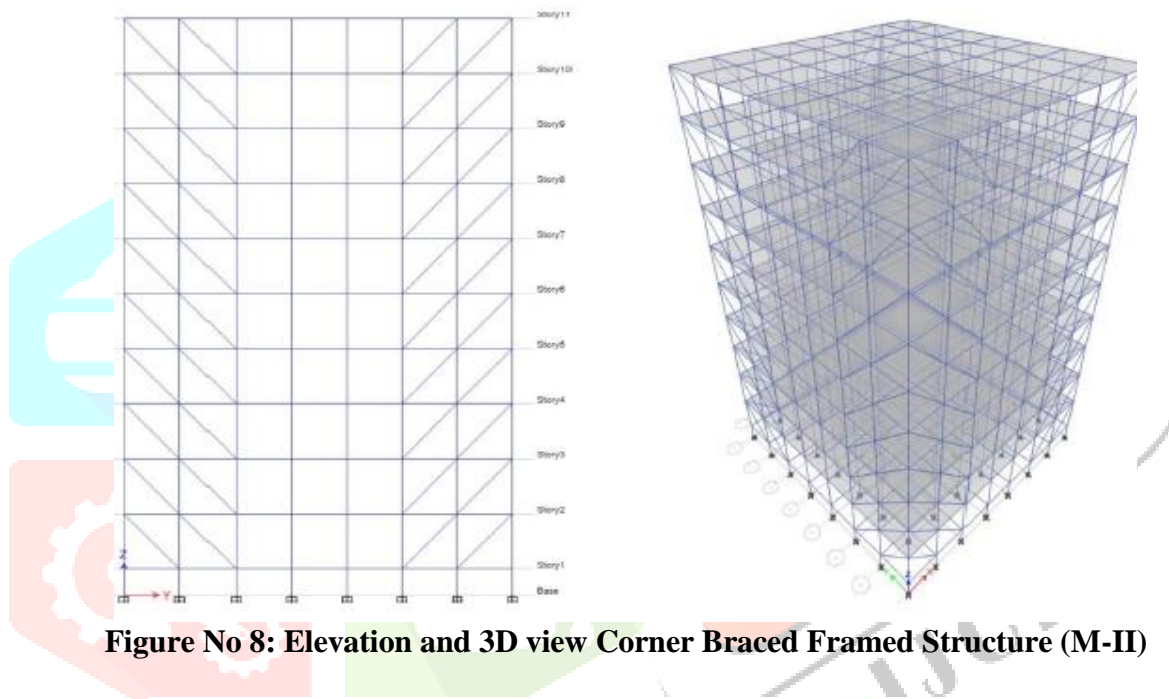 Story11
Story10
Story9
Story8
Story7
Story6
Story5
Story4
Story3
Story2
Story1
Z
Y
Base
Figure No 8: Elevation and 3D view Corner Braced Framed Structure (M-II)